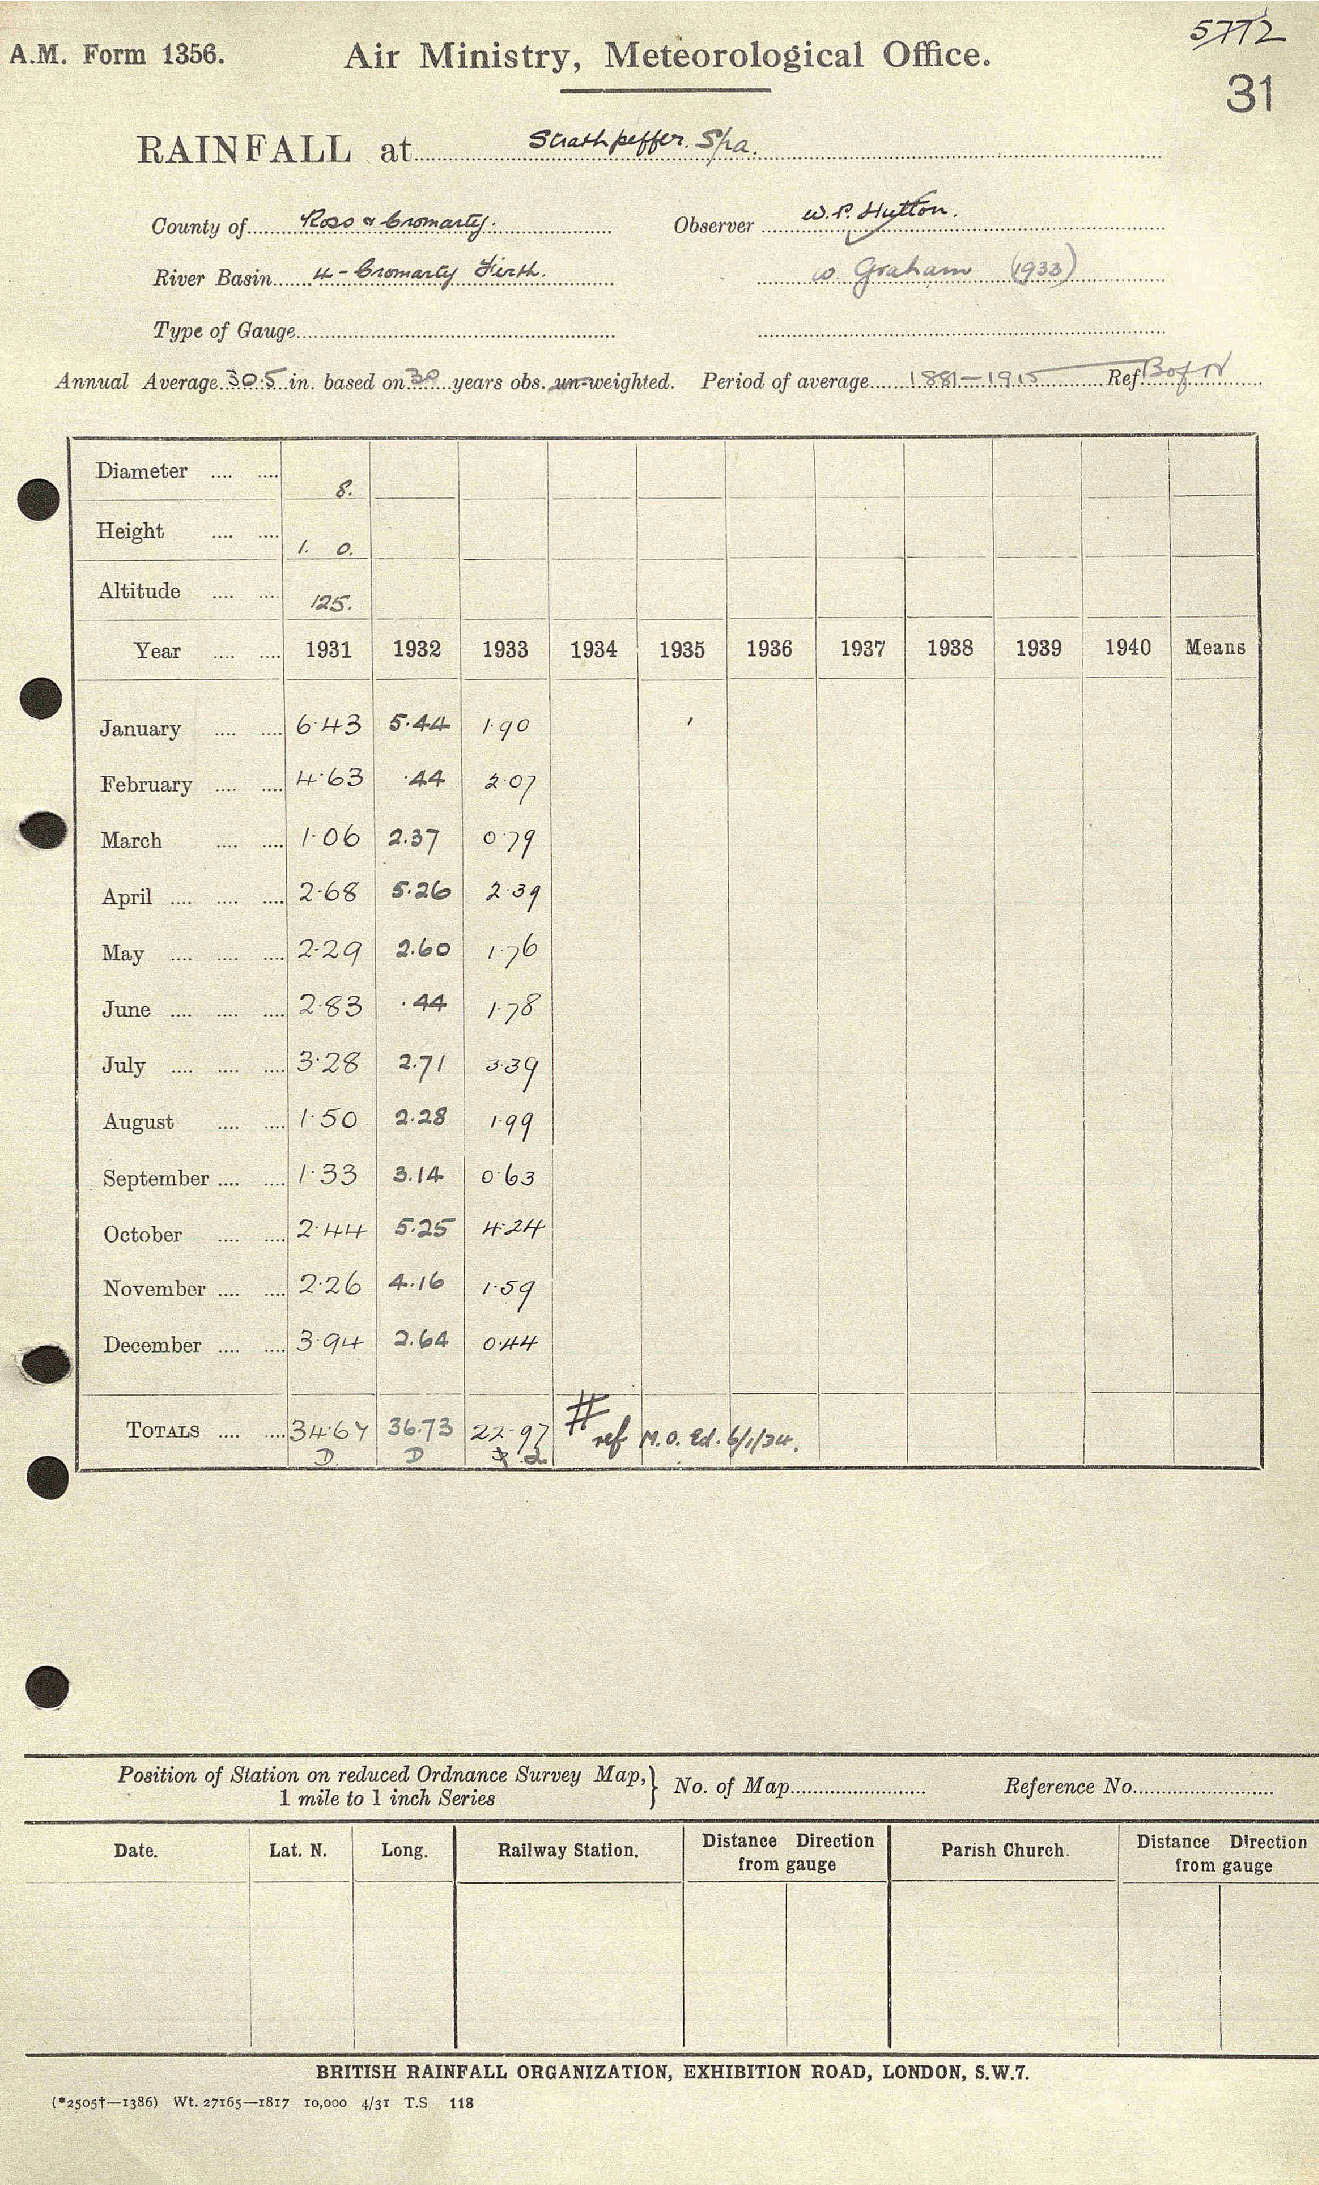 5772
A.M. Form 1356. Air Ministry, Meteorological Office.
31
RAINFALL at Strathpeffer Spa.
County of Ross & Cromarty. Observer W.P. Hutton.
River Basin 4 - Cromarty Firth. W Graham (1933)
Type of Gauge
Annual Average 30.5 in. based on years obs. un-weighted. Period of average 1881-1915 Ref
Diameter .... .... 8.
Height .... .... 1. 0.
Altitude .... .... 125.
Year .... .... 1931 1932 1933 1934 1935 1936 1937 1938 1939 1940 Means
January .... .... 6.43 5.44 1.90
February .... .... 4.63 .44 2.07
March .... .... 1.06 2.37 0.79
April .... .... .... 2.68 5.26 2.39
May .... .... .... 2.29 2.60 1.76
June .... .... .... 2.83 .44 1.78
July .... .... .... 3.28 2.71 3.39
August .... .... 1.50 2.28 1.99
September .... .... 1.33 3.14 0.63
October .... .... 2.44 5.25 4.24
November .... .... 2.26 4.16 1.59
December .... .... 3.94 2.64 0.44
TOTALS .... .... 34.67 36.73 22.97 # ref M.O. Ed. 6/1/34.
D D
Position of Station on reduced Ordnance Survey Map, } No. of Map Reference No.
1 mile to 1 inch Series
Date. Lat. N. Long. Railway Station. Distance Direction from gauge Parish Church. Distance Direction from gauge
BRITISH RAINFALL ORGANIZATION, EXHIBITION ROAD, LONDON, S.W.7.
(*2505†—1386) Wt. 27165—1817 10,000 4/31 T.S 118